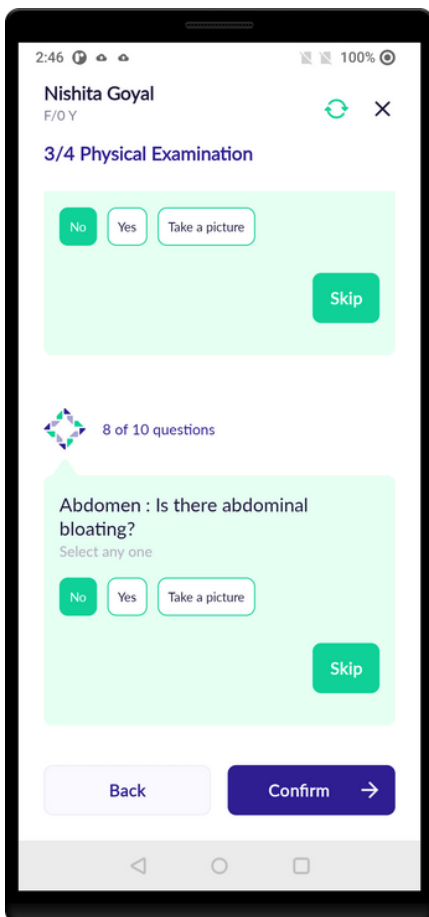 2:46 100%
Nishita Goyal
F/0 Y
3/4 Physical Examination
No Yes Take a picture
Skip
8 of 10 questions
Abdomen : Is there abdominal
bloating?
Select any one
No Yes Take a picture
Skip
Back Confirm